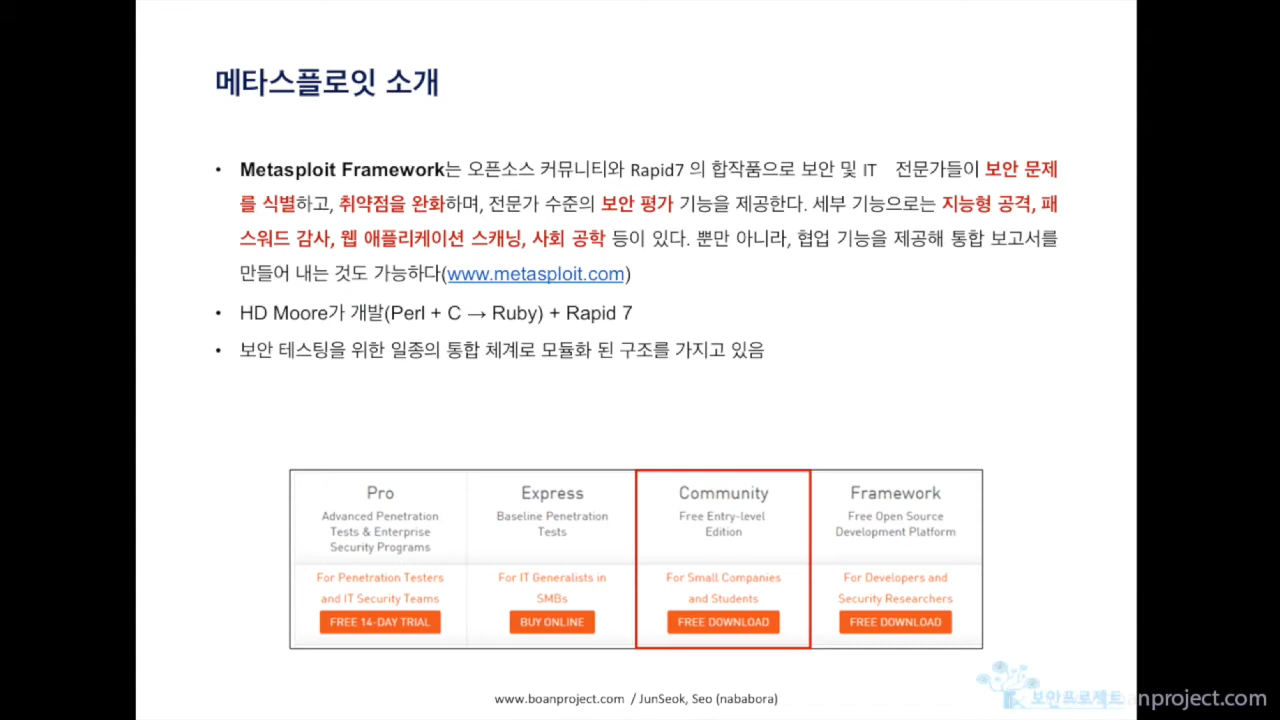 메타스플로잇 소개
• Metasploit Framework는 오픈소스 커뮤니티와 Rapid7 의 합작품으로 보안 및 IT 전문가들이 보안 문제
를 식별하고, 취약점을 완화하며, 전문가 수준의 보안 평가 기능을 제공한다. 세부 기능으로는 지능형 공격, 패
스워드 감사, 웹 애플리케이션 스캐닝, 사회 공학 등이 있다. 뿐만 아니라, 협업 기능을 제공해 통합 보고서를
만들어 내는 것도 가능하다(www.metasploit.com)
• HD Moore가 개발(Perl + C → Ruby) + Rapid 7
• 보안 테스팅을 위한 일종의 통합 체계로 모듈화 된 구조를 가지고 있음
Pro
Advanced Penetration
Tests & Enterprise
Security Programs
For Penetration Testers
and IT Security Teams
FREE 14-DAY TRIAL
Express
Baseline Penetration
Tests
For IT Generalists in
SMBs
BUY ONLINE
Community
Free Entry-level
Edition
For Small Companies
and Students
FREE DOWNLOAD
Framework
Free Open Source
Development Platform
For Developers and
Security Researchers
FREE DOWNLOAD
www.boanproject.com / JunSeok, Seo (nababora)
보안프로젝트
anproject.com